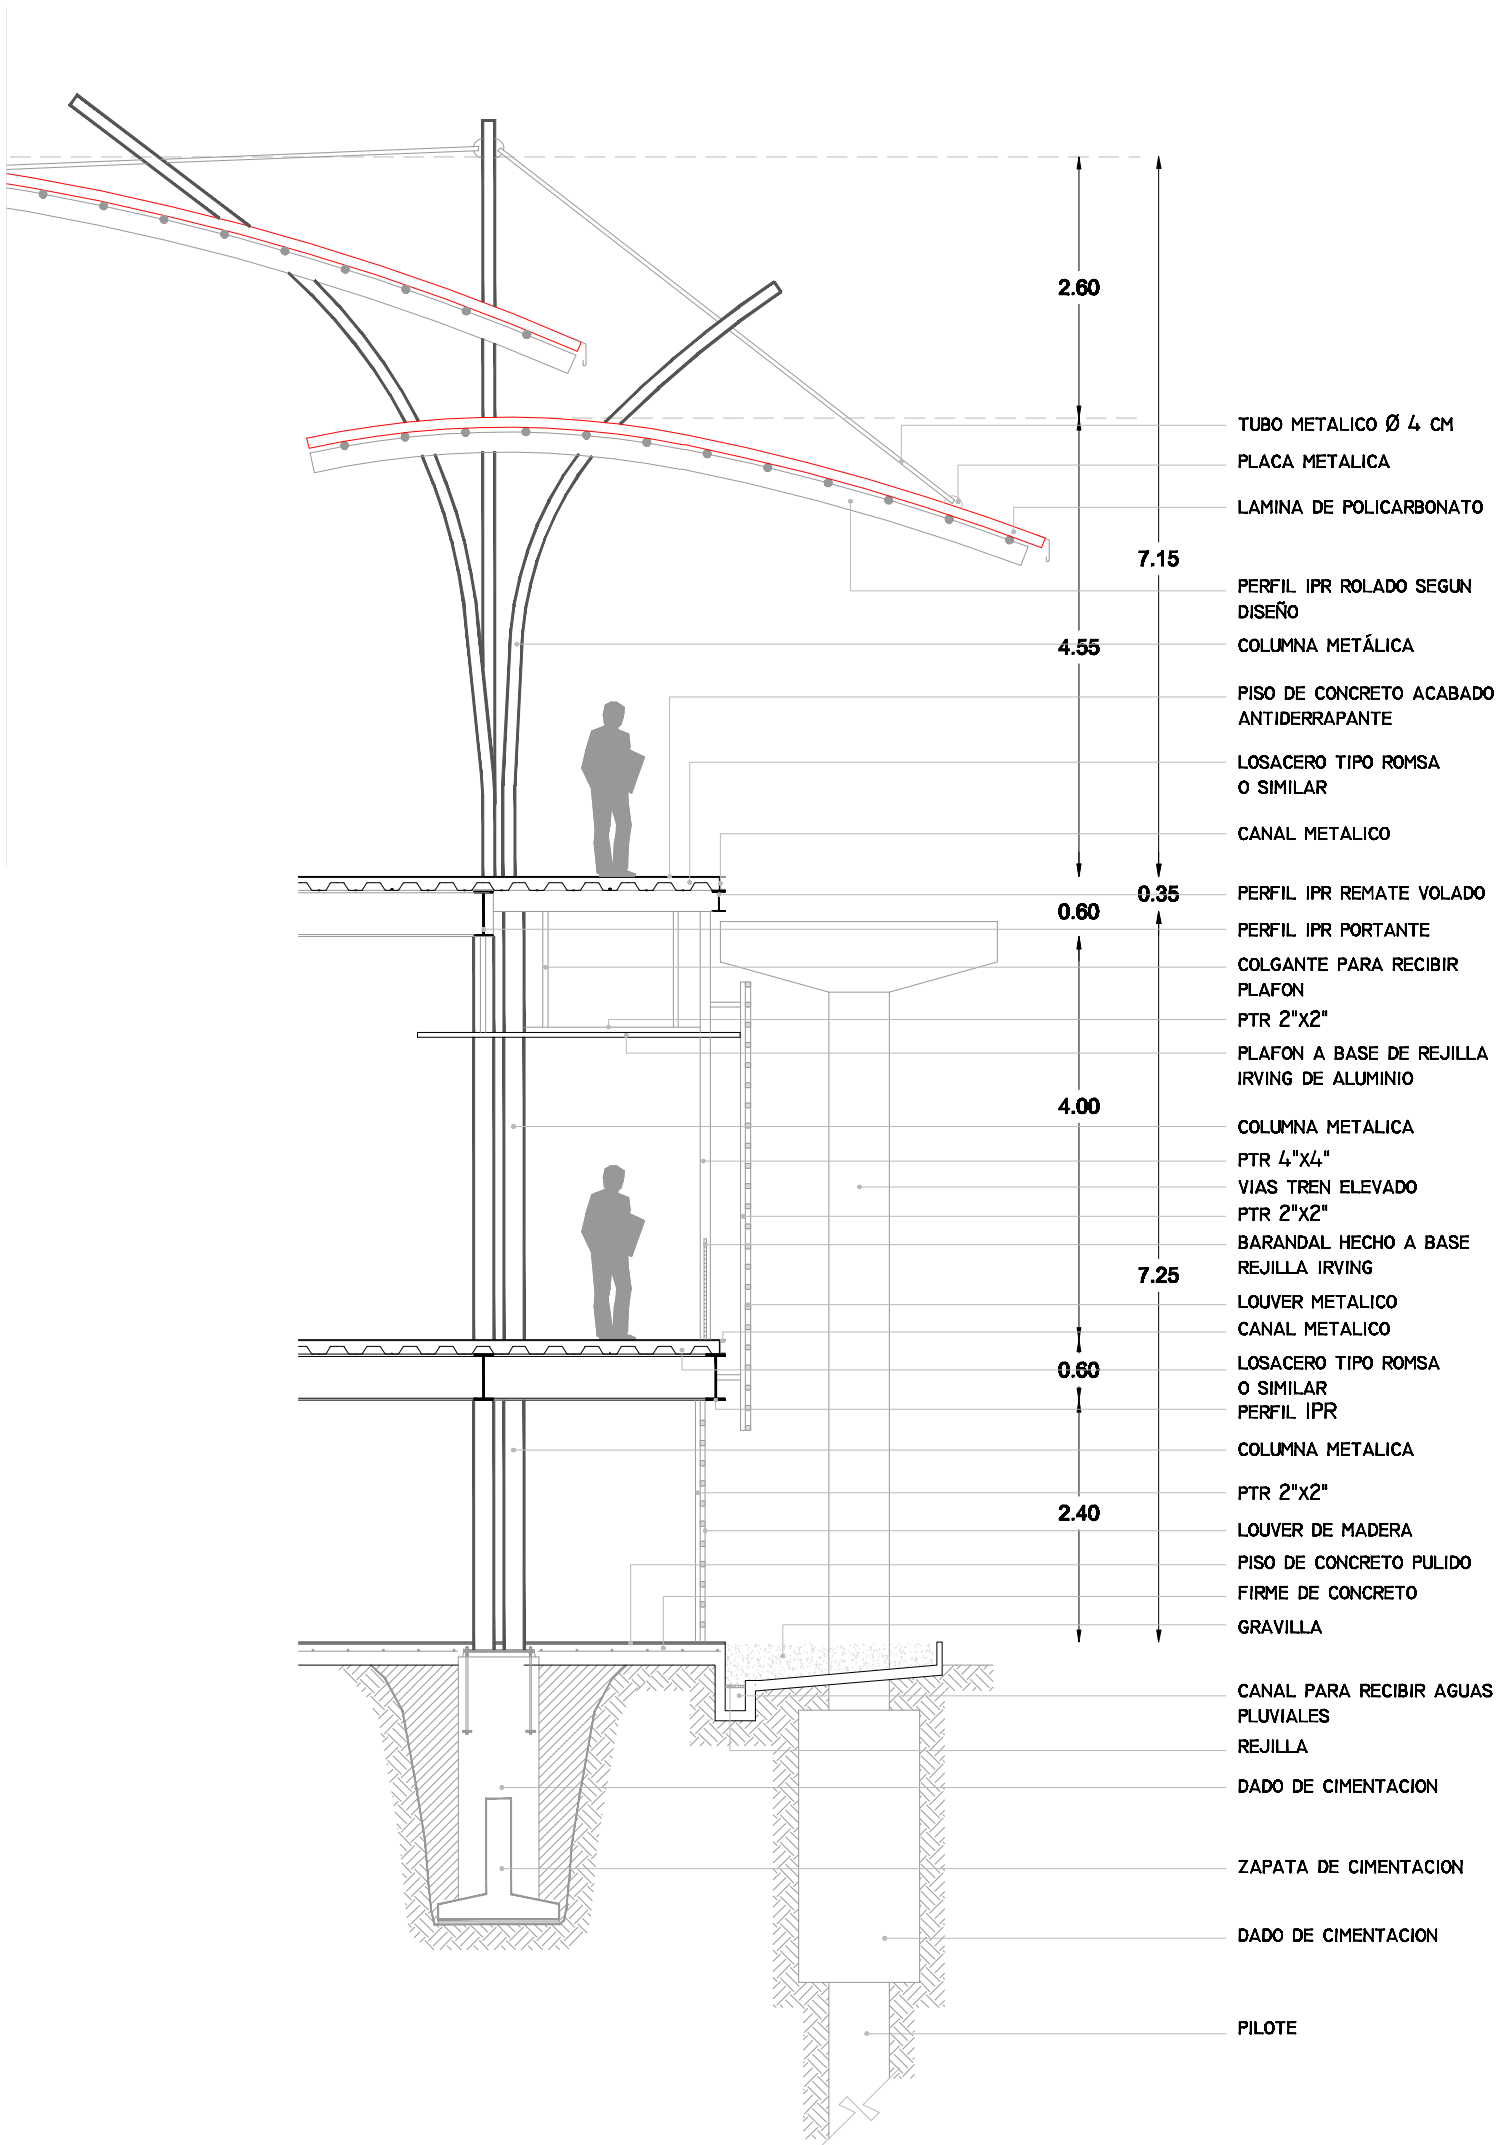 2.60
TUBO METALICO Ø 4 CM
PLACA METALICA
LAMINA DE POLICARBONATO
7.15
PERFIL IPR ROLADO SEGUN
DISEÑO
4.55
COLUMNA METÁLICA
PISO DE CONCRETO ACABADO
ANTIDERRAPANTE
LOSACERO TIPO ROMSA
O SIMILAR
CANAL METALICO
0.35
PERFIL IPR REMATE VOLADO
0.60
PERFIL IPR PORTANTE
COLGANTE PARA RECIBIR
PLAFON
PTR 2"X2"
PLAFON A BASE DE REJILLA
IRVING DE ALUMINIO
4.00
COLUMNA METALICA
PTR 4"X4"
VIAS TREN ELEVADO
PTR 2"X2"
BARANDAL HECHO A BASE
REJILLA IRVING
7.25
LOUVER METALICO
CANAL METALICO
0.60
LOSACERO TIPO ROMSA
O SIMILAR
PERFIL IPR
COLUMNA METALICA
PTR 2"X2"
2.40
LOUVER DE MADERA
PISO DE CONCRETO PULIDO
FIRME DE CONCRETO
GRAVILLA
CANAL PARA RECIBIR AGUAS
PLUVIALES
REJILLA
DADO DE CIMENTACION
ZAPATA DE CIMENTACION
DADO DE CIMENTACION
PILOTE